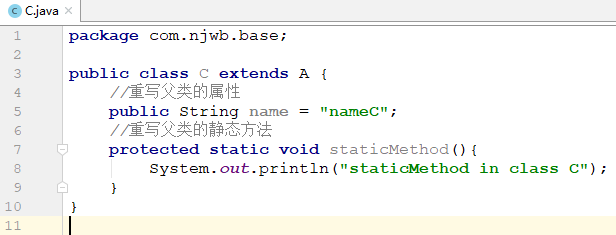 C.java
1 package com.njwb.base;
2
3 public class C extends A {
4 //重写父类的属性
5 public String name = "nameC";
6 //重写父类的静态方法
7 protected static void staticMethod(){
8 System.out.println("staticMethod in class C");
9 }
10 }
11